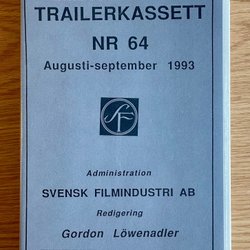 TRAILERKASSETT
NR 64
Augusti-september 1993
SF
Administration
SVENSK FILMINDUSTRI AB
Redigering
Gordon Löwenadler